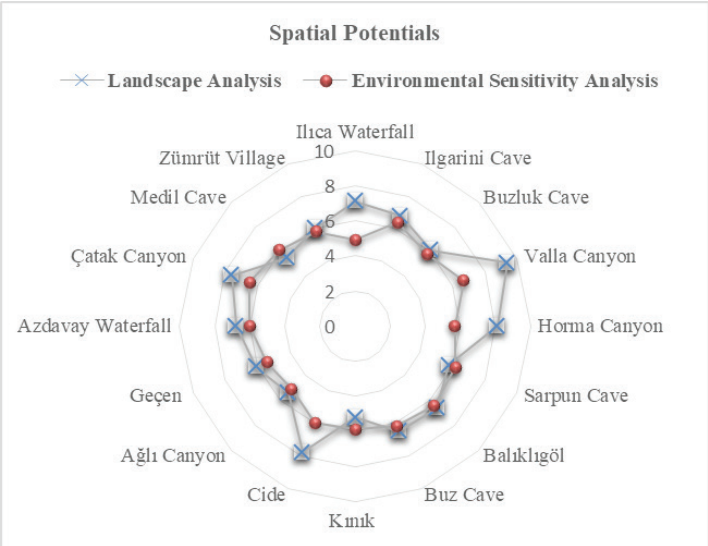 Spatial Potentials
Landscape Analysis Environmental Sensitivity Analysis
Ilıca Waterfall
Zümrüt Village 10 Ilgarini Cave
Medil Cave 8 Buzluk Cave
6
Çatak Canyon 4 Valla Canyon
2
Azdavay Waterfall 0 Horma Canyon
Geçen Sarpun Cave
Ağlı Canyon Balıklıgöl
Cide Buz Cave
Kınık